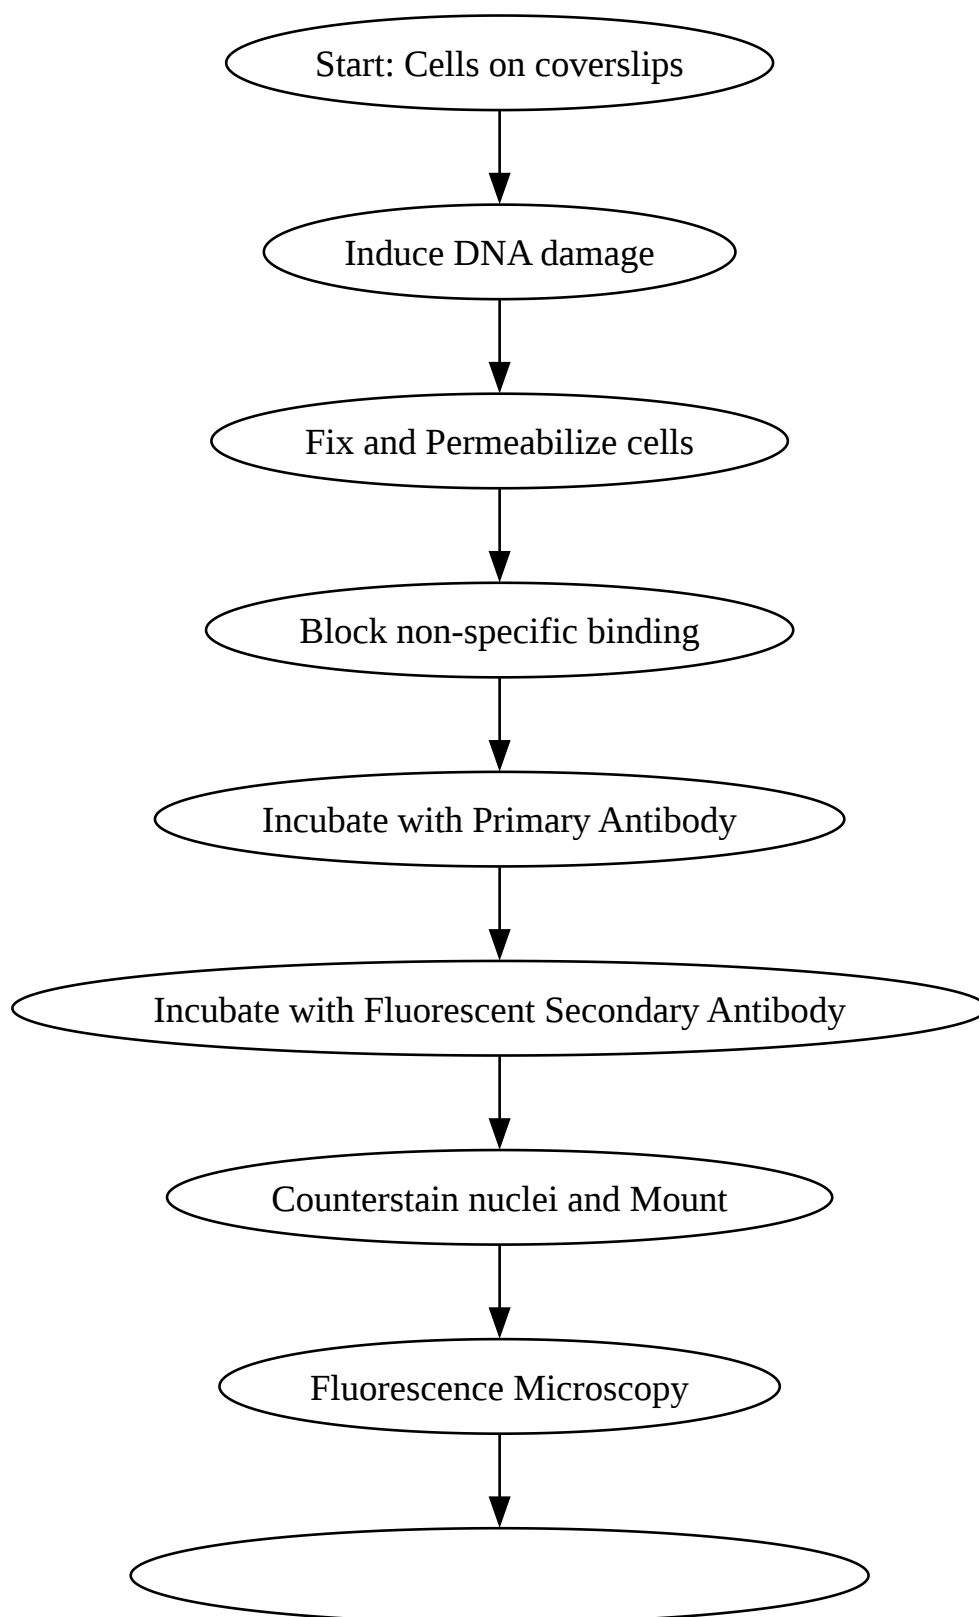 Start: Cells on coverslips
Induce DNA damage
Fix and Permeabilize cells
Block non-specific binding
Incubate with Primary Antibody
Incubate with Fluorescent Secondary Antibody
Counterstain nuclei and Mount
Fluorescence Microscopy